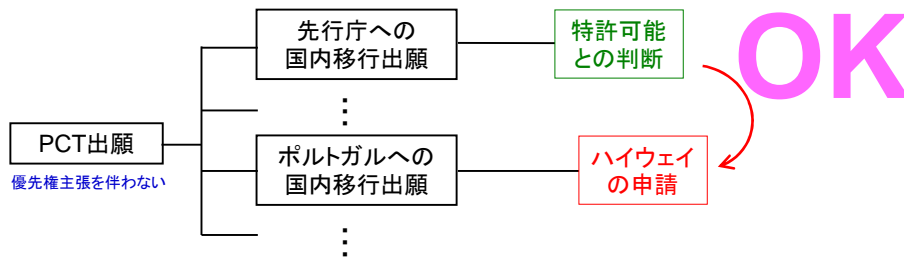 先行庁への
国内移行出願
特許可能
との判断
OK
⋮
PCT出願
優先権主張を伴わない
ポルトガルへの
国内移行出願
ハイウェイ
の申請
⋮